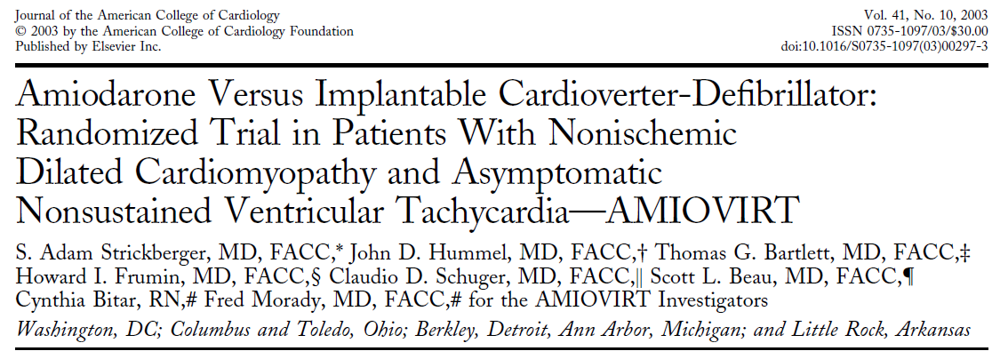 Journal of the American College of Cardiology
© 2003 by the American College of Cardiology Foundation
Published by Elsevier Inc.
Vol. 41, No. 10, 2003
ISSN 0735-1097/03/$30.00
doi:10.1016/S0735-1097(03)00297-3
Amiodarone Versus Implantable Cardioverter-Defibrillator:
Randomized Trial in Patients With Nonischemic
Dilated Cardiomyopathy and Asymptomatic
Nonsustained Ventricular Tachycardia—AMIOVIRT
S. Adam Strickberger, MD, FACC,* John D. Hummel, MD, FACC,† Thomas G. Bartlett, MD, FACC,‡
Howard I. Frumin, MD, FACC,§ Claudio D. Schuger, MD, FACC,‖ Scott L. Beau, MD, FACC,¶
Cynthia Bitar, RN,# Fred Morady, MD, FACC,# for the AMIOVIRT Investigators
Washington, DC; Columbus and Toledo, Ohio; Berkley, Detroit, Ann Arbor, Michigan; and Little Rock, Arkansas